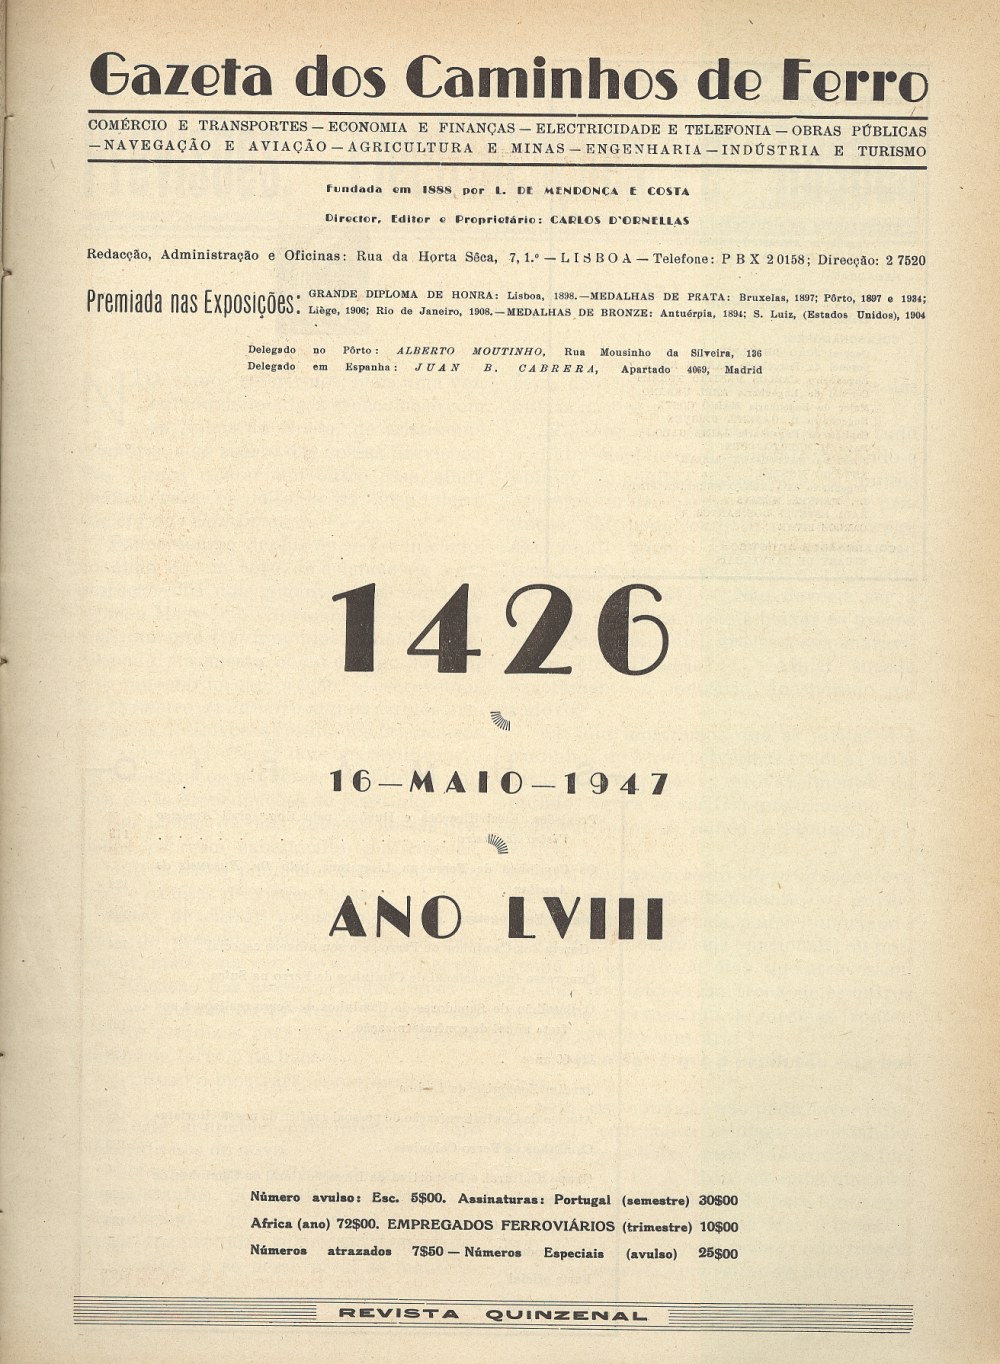 Gazeta dos Caminhos de Ferro
COMÉRCIO E TRANSPORTES — ECONOMIA E FINANÇAS — ELECTRICIDADE E TELEFONIA — OBRAS PÚBLICAS
— NAVEGAÇÃO E AVIAÇÃO — AGRICULTURA E MINAS — ENGENHARIA — INDÚSTRIA E TURISMO
Fundada em 1888 por L. DE MENDONÇA E COSTA
Director, Editor e Proprietário: CARLOS D'ORNELLAS
Redacção, Administração e Oficinas: Rua da Horta Sêca, 7, 1.º — LISBOA — Telefone: P B X 2 0158; Direcção: 2 7520
Premiada nas Exposições:
GRANDE DIPLOMA DE HONRA: Lisboa, 1898. — MEDALHAS DE PRATA: Bruxelas, 1897; Pôrto, 1897 e 1934;
Liège, 1906; Rio de Janeiro, 1908. — MEDALHAS DE BRONZE: Antuérpia, 1894; S. Luiz, (Estados Unidos), 1904
Delegado no Pôrto: ALBERTO MOUTINHO, Rua Mousinho da Silveira, 136
Delegado em Espanha: JUAN B. CABRERA, Apartado 4069, Madrid
1426
16 — MAIO — 1947
ANO LVIII
Número avulso: Esc. 5$00. Assinaturas: Portugal (semestre) 30$00
Africa (ano) 72$00. EMPREGADOS FERROVIÁRIOS (trimestre) 10$00
Números atrazados 7$50 — Números Especiais (avulso) 25$00
REVISTA QUINZENAL